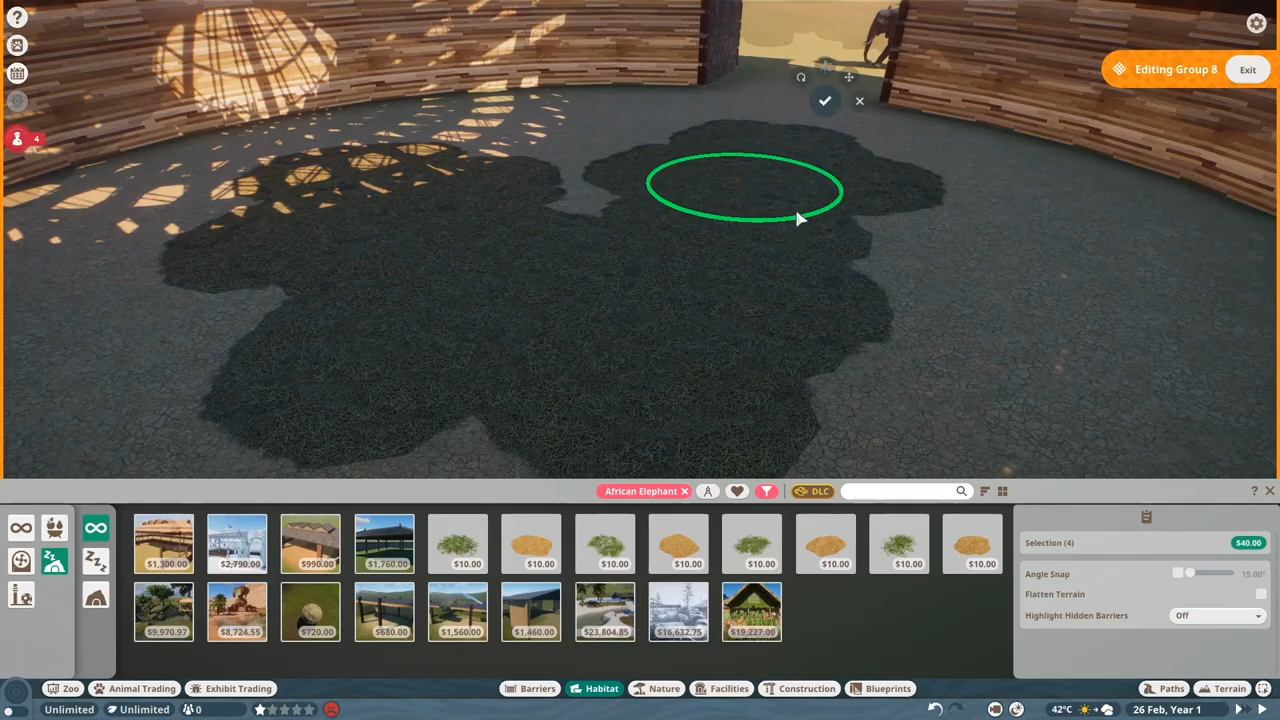 ?
4
Editing Group 8
Exit
African Elephant
DLC
?
$1,300.00
$2,790.00
$990.00
$1,760.00
$10.00
$10.00
$10.00
$10.00
$10.00
$10.00
$10.00
$10.00
$9,970.97
$8,724.55
$720.00
$680.00
$1,560.00
$1,460.00
$23,804.85
$16,632.75
$19,227.00
Selection (4)
$40.00
Angle Snap
15.00°
Flatten Terrain
Highlight Hidden Barriers
Off
Zoo
Animal Trading
Exhibit Trading
Barriers
Habitat
Nature
Facilities
Construction
Blueprints
Paths
Terrain
Unlimited
Unlimited
0
42°C
26 Feb, Year 1